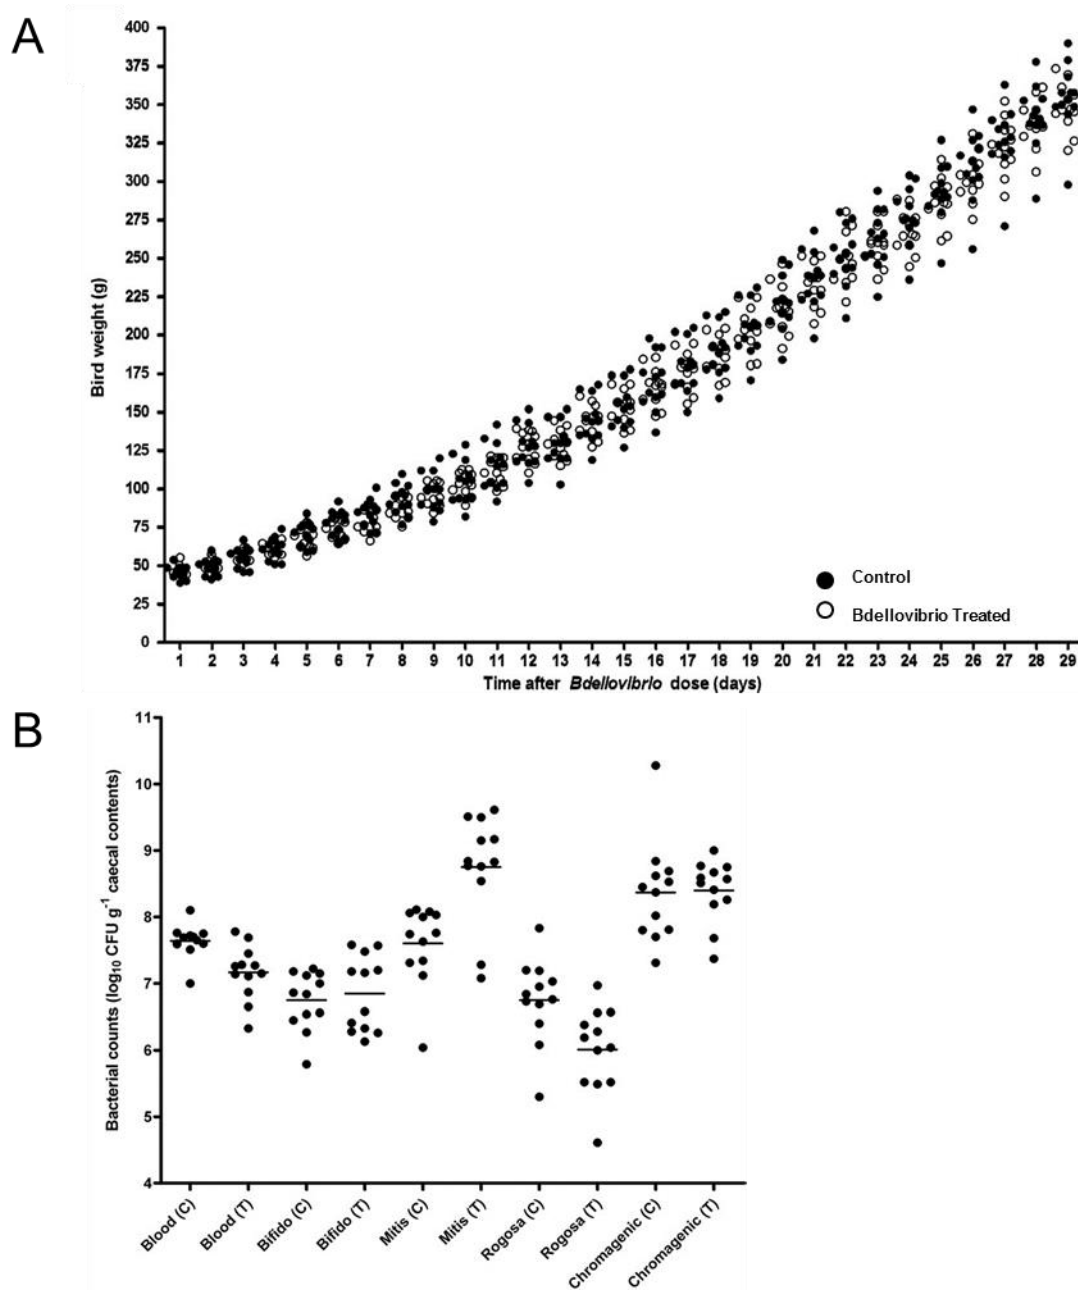 A
400
375
350
325
300
275
250
225
200
175
150
125
100
75
50
25
0
Bird weight (g)
Control
Bdellovibrio Treated
1 2 3 4 5 6 7 8 9 10 11 12 13 14 15 16 17 18 19 20 21 22 23 24 25 26 27 28 29
Time after Bdellovibrio dose (days)
B
11
10
9
8
7
6
5
4
Bacterial counts (log₁₀ CFU g⁻¹ caecal contents)
Blood (C)
Blood (T)
Bifido (C)
Bifido (T)
Mitis (C)
Mitis (T)
Rogosa (C)
Rogosa (T)
Chromagenic (C)
Chromagenic (T)